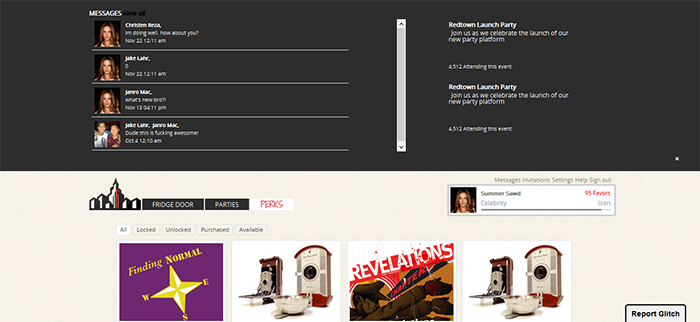 MESSAGES view all
Christen Reza,
Im doing well. how about you?
Nov 22 12:11 am
Jake Lahr,
0
Nov 22 12:11 am
Janro Mac,
what's new bro?!
Nov 13 04:11 pm
Jake Lahr, Janro Mac,
Dude this is fucking awesome!
Oct 4 12:10 am
Redtown Launch Party
Join us as we celebrate the launch of our
new party platform
4,512 Attending this event
Redtown Launch Party
Join us as we celebrate the launch of our
new party platform
4,512 Attending this event
×
Messages Invitations Settings Help Sign out
Summer Sawd 95 Favors
Celebrity Icon
FRIDGE DOOR PARTIES PERKS
All Locked Unlocked Purchased Available
Finding NORMAL
W E
S
REVELATIONS
Report Glitch